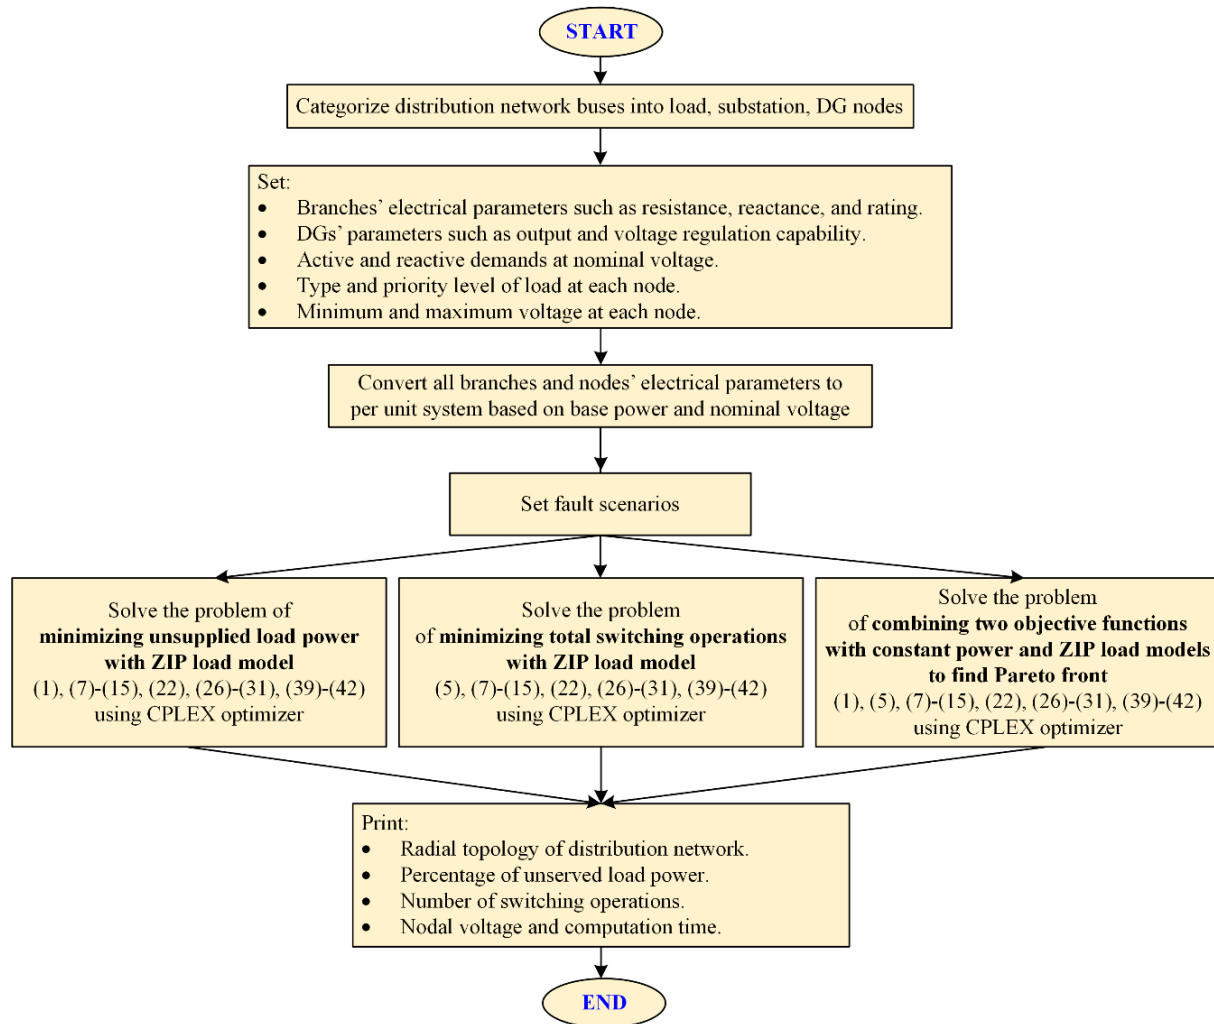 START
Categorize distribution network buses into load, substation, DG nodes
Set:
• Branches’ electrical parameters such as resistance, reactance, and rating.
• DGs’ parameters such as output and voltage regulation capability.
• Active and reactive demands at nominal voltage.
• Type and priority level of load at each node.
• Minimum and maximum voltage at each node.
Convert all branches and nodes’ electrical parameters to
per unit system based on base power and nominal voltage
Set fault scenarios
Solve the problem of
minimizing unsupplied load power
with ZIP load model
(1), (7)-(15), (22), (26)-(31), (39)-(42)
using CPLEX optimizer
Solve the problem
of minimizing total switching operations
with ZIP load model
(5), (7)-(15), (22), (26)-(31), (39)-(42)
using CPLEX optimizer
Solve the problem
of combining two objective functions
with constant power and ZIP load models
to find Pareto front
(1), (5), (7)-(15), (22), (26)-(31), (39)-(42)
using CPLEX optimizer
Print:
• Radial topology of distribution network.
• Percentage of unserved load power.
• Number of switching operations.
• Nodal voltage and computation time.
END